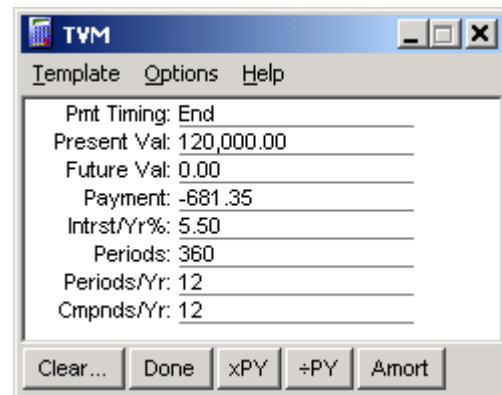 TVM
Template Options Help
Pmt Timing: End
Present Val: 120,000.00
Future Val: 0.00
Payment: -681.35
Intrst/Yr%: 5.50
Periods: 360
Periods/Yr: 12
Cmpnds/Yr: 12
Clear... Done xPY ÷PY Amort